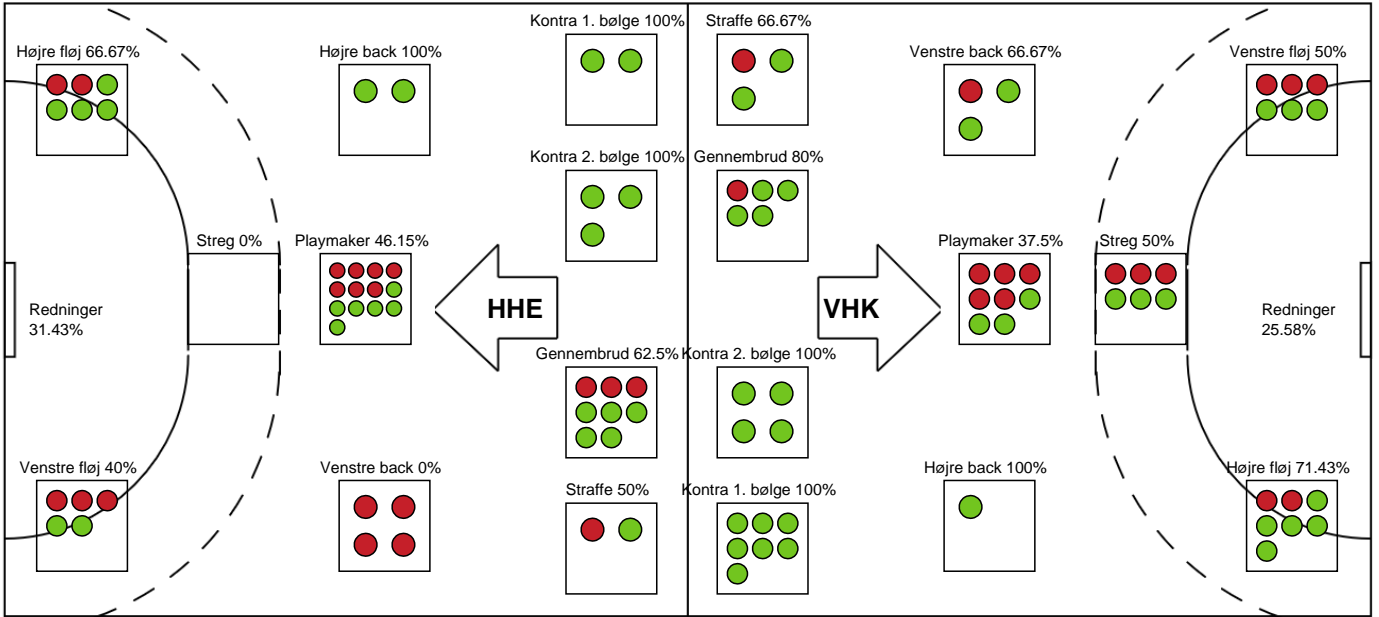 Kontra 1. bølge 100%
Straffe 66.67%
Højre fløj 66.67%
Højre back 100%
Venstre back 66.67%
Venstre fløj 50%
Kontra 2. bølge 100%
Gennembrud 80%
Streg 0%
Playmaker 46.15%
Playmaker 37.5%
Streg 50%
Redninger
31.43%
HHE
VHK
Redninger
25.58%
Gennembrud 62.5%
Kontra 2. bølge 100%
Venstre fløj 40%
Venstre back 0%
Højre back 100%
Højre fløj 71.43%
Straffe 50%
Kontra 1. bølge 100%